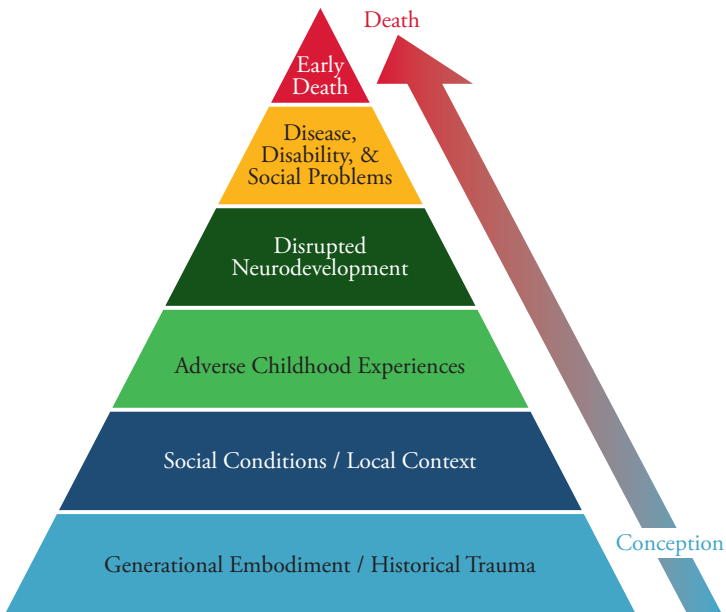 Death
Early
Death
Disease,
Disability, &
Social Problems
Disrupted
Neurodevelopment
Adverse Childhood Experiences
Social Conditions / Local Context
Conception
Generational Embodiment / Historical Trauma